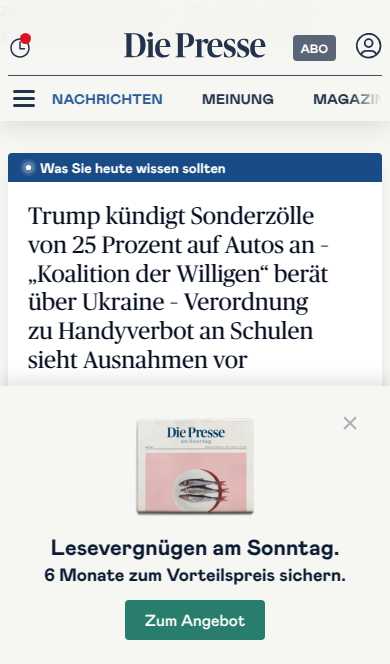 Die Presse
ABO
NACHRICHTEN MEINUNG MAGAZIN
Was Sie heute wissen sollten
Trump kündigt Sonderzölle
von 25 Prozent auf Autos an –
„Koalition der Willigen“ berät
über Ukraine – Verordnung
zu Handyverbot an Schulen
sieht Ausnahmen vor
Die Presse
am Sonntag
Lesevergnügen am Sonntag.
6 Monate zum Vorteilspreis sichern.
Zum Angebot